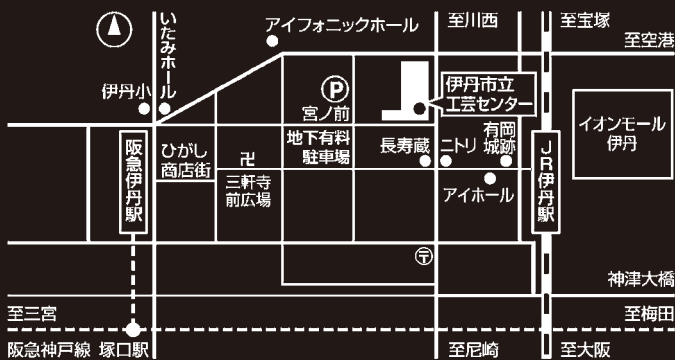 いたみホール
アイフォニックホール
至川西
至宝塚
至空港
伊丹小
P
宮ノ前
地下有料
駐車場
伊丹市立
工芸センター
阪急伊丹駅
ひがし
商店街
卍
三軒寺
前広場
長寿蔵
ニトリ
有岡
城跡
アイホール
JR伊丹駅
イオンモール
伊丹
〒
神津大橋
至三宮
至梅田
阪急神戸線
塚口駅
至尼崎
至大阪